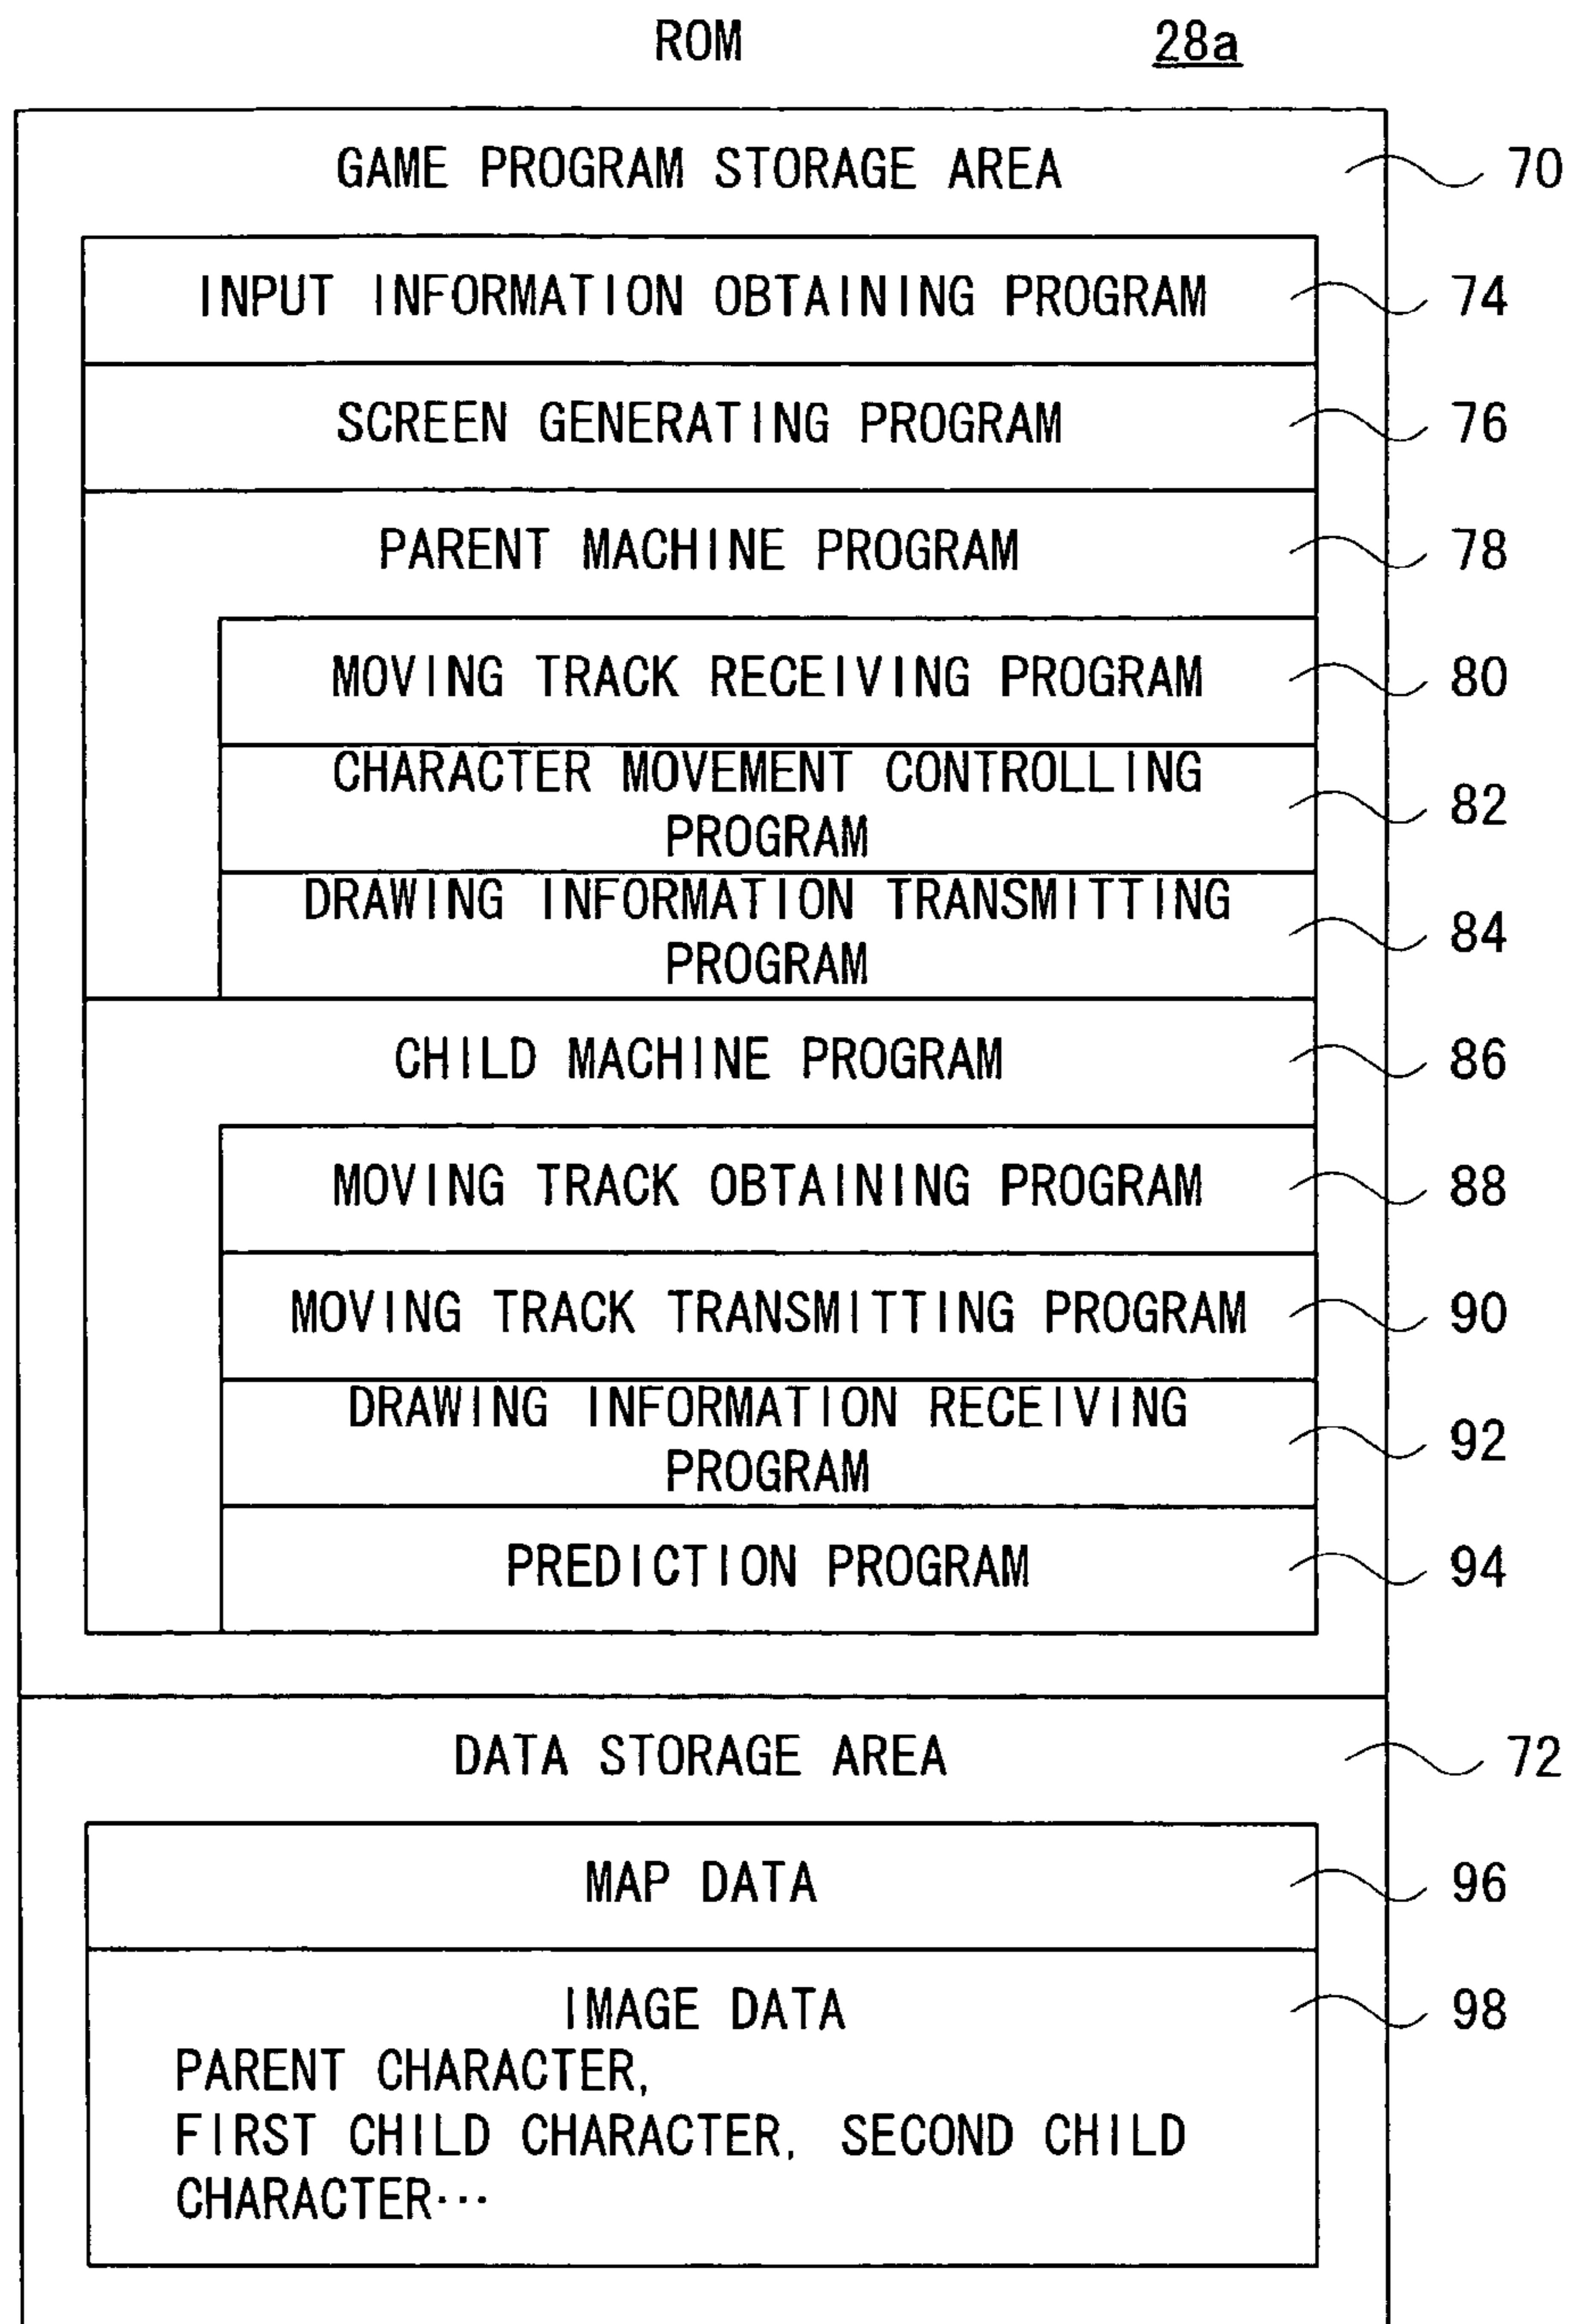 ROM 28a
GAME PROGRAM STORAGE AREA 70
INPUT INFORMATION OBTAINING PROGRAM 74
SCREEN GENERATING PROGRAM 76
PARENT MACHINE PROGRAM 78
MOVING TRACK RECEIVING PROGRAM 80
CHARACTER MOVEMENT CONTROLLING
PROGRAM 82
DRAWING INFORMATION TRANSMITTING
PROGRAM 84
CHILD MACHINE PROGRAM 86
MOVING TRACK OBTAINING PROGRAM 88
MOVING TRACK TRANSMITTING PROGRAM 90
DRAWING INFORMATION RECEIVING
PROGRAM 92
PREDICTION PROGRAM 94
DATA STORAGE AREA 72
MAP DATA 96
IMAGE DATA 98
PARENT CHARACTER,
FIRST CHILD CHARACTER, SECOND CHILD
CHARACTER···